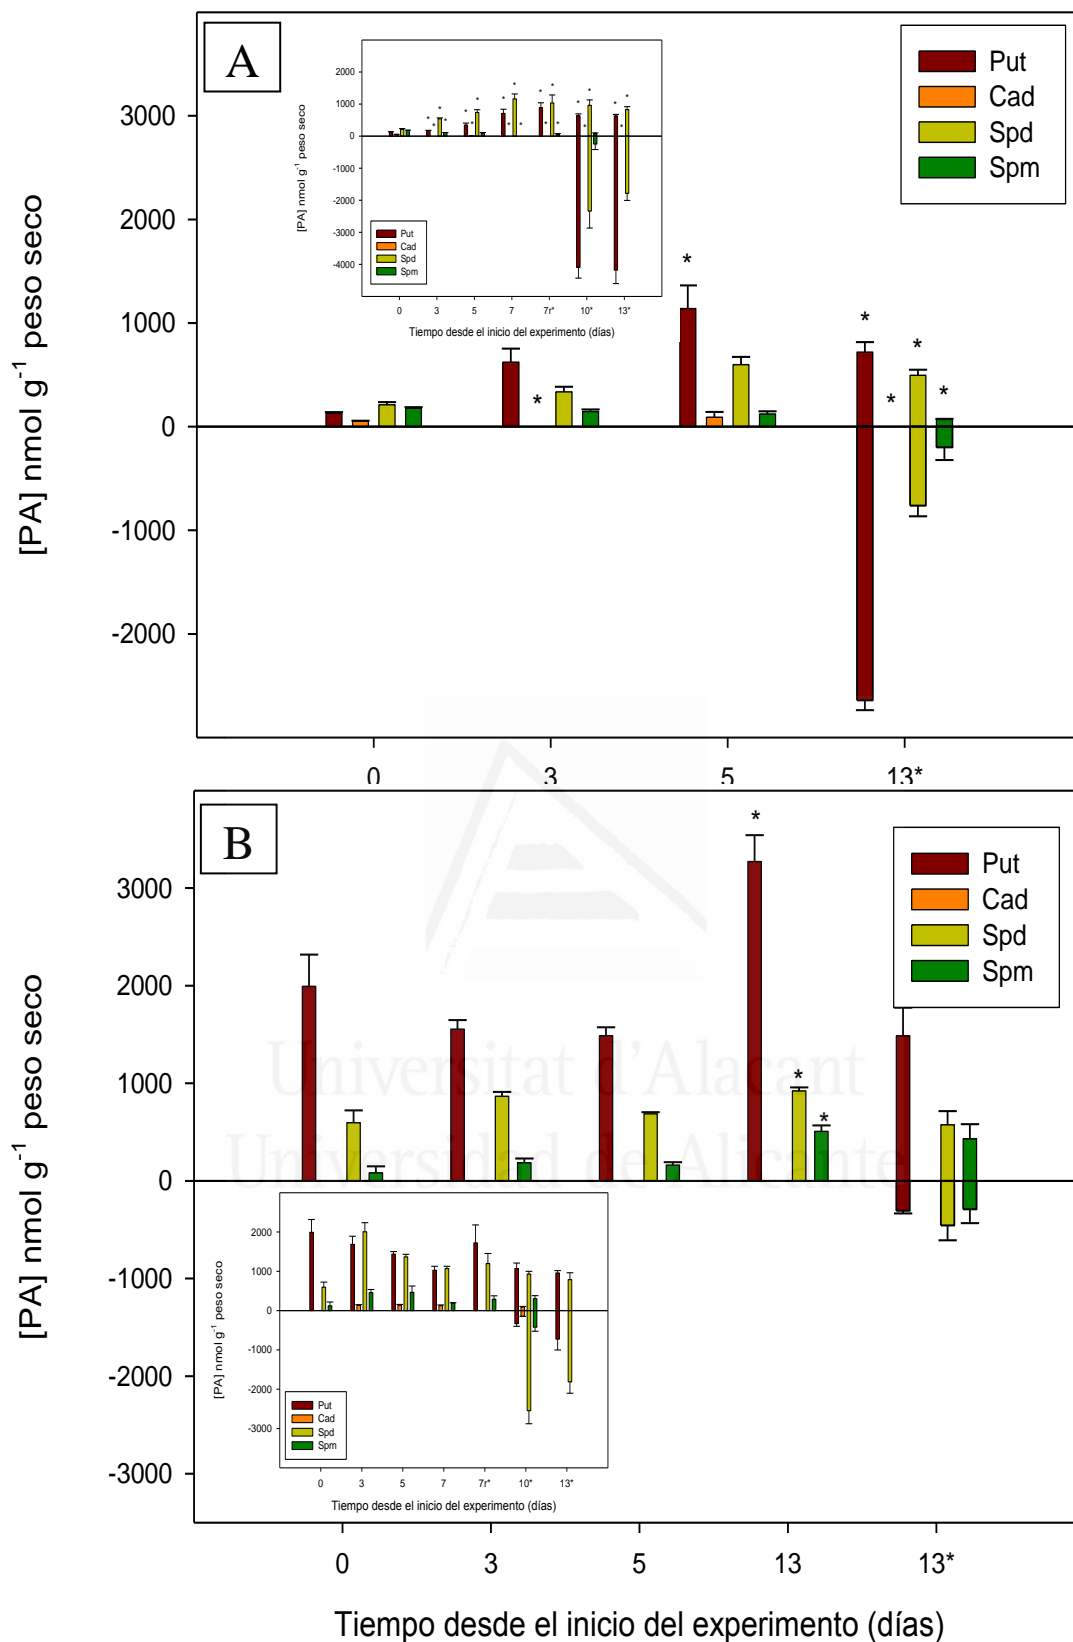 A
[PA] nmol g⁻¹ peso seco
3000
2000
1000
0
-1000
-2000
0
3
5
13*
Put
Cad
Spd
Spm
*
*
*
*
*
*
[PA] nmol g⁻¹ peso seco
2000
1000
0
-1000
-2000
-3000
-4000
Put
Cad
Spd
Spm
0
3
5
7
7r*
10*
13*
Tiempo desde el inicio del experimento (días)
B
[PA] nmol g⁻¹ peso seco
3000
2000
1000
0
-1000
-2000
-3000
Put
Cad
Spd
Spm
*
*
*
Universitat d'Alacant
Universidad de Alicante
[PA] nmol g⁻¹ peso seco
2000
1000
0
-1000
-2000
-3000
Put
Cad
Spd
Spm
0
3
5
7
7r*
10*
13*
Tiempo desde el inicio del experimento (días)
0
3
5
13
13*
Tiempo desde el inicio del experimento (días)